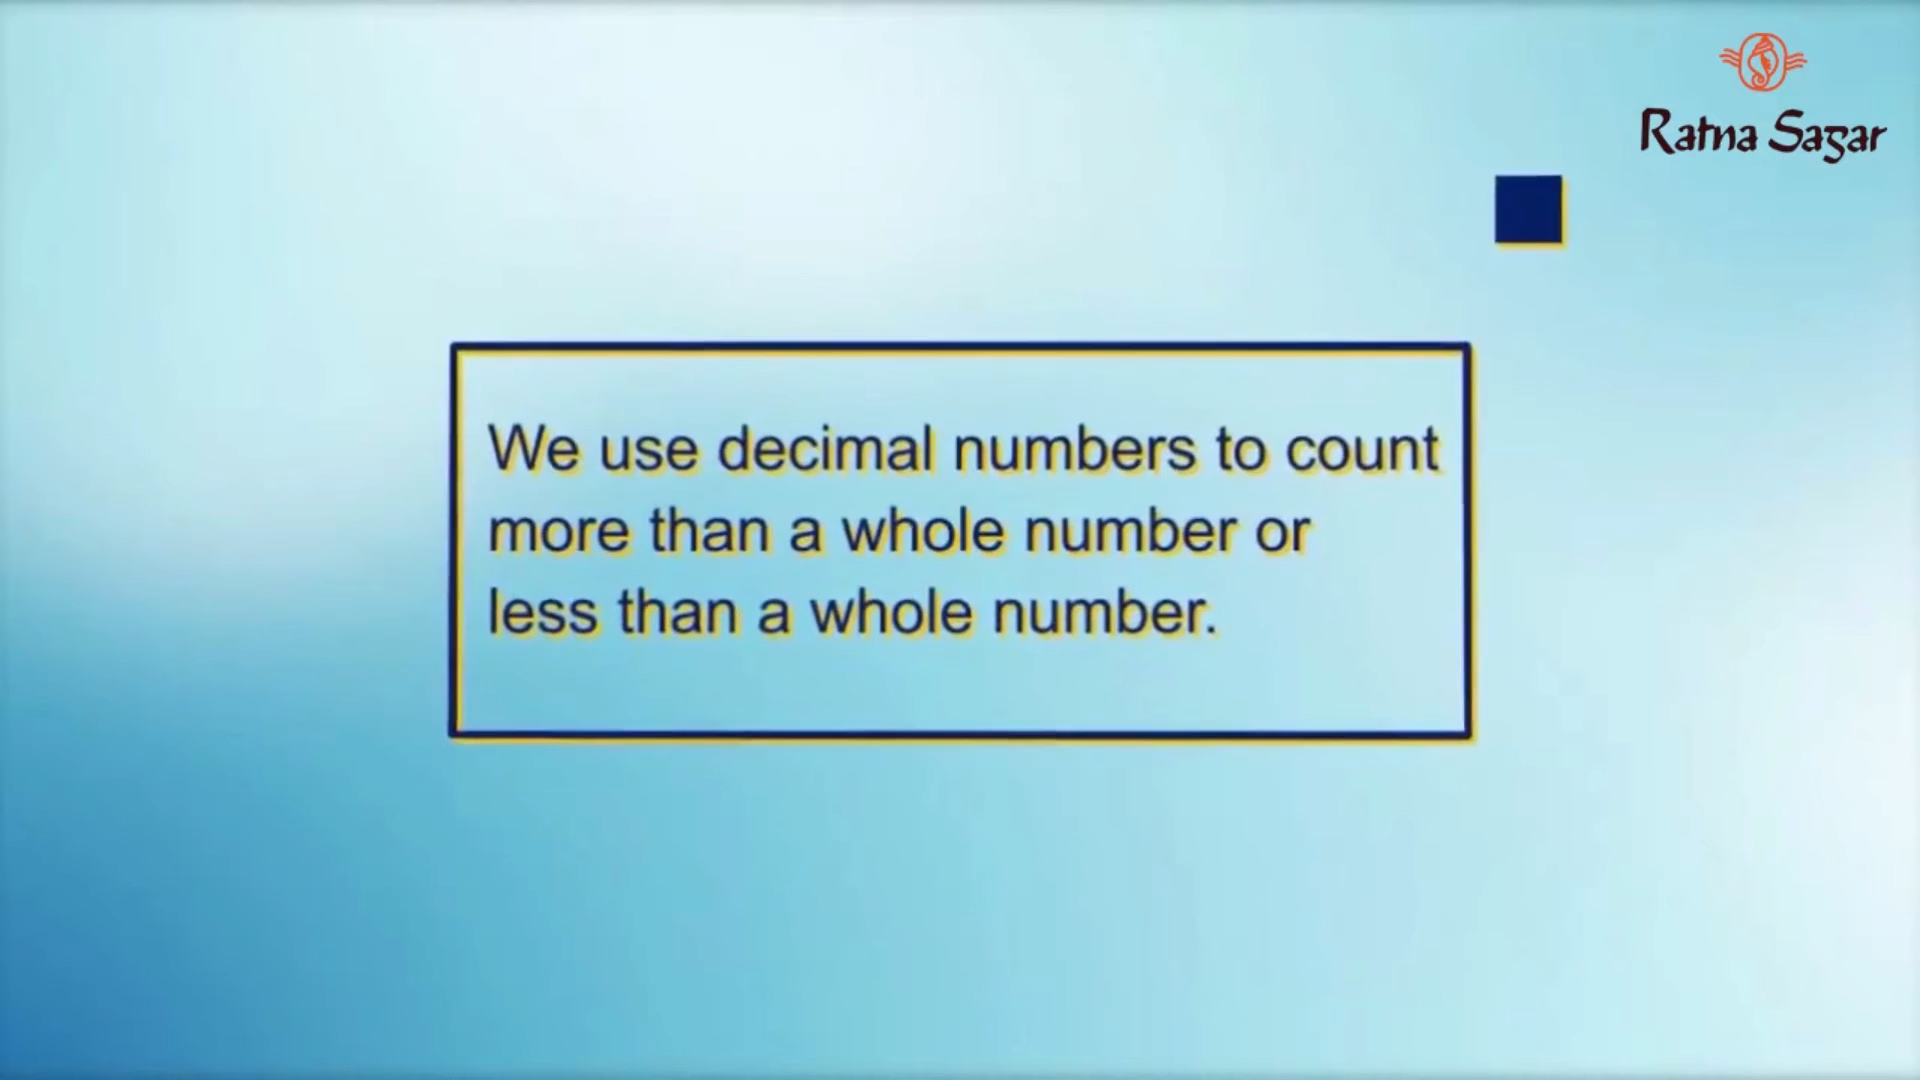 Ratna Sagar
We use decimal numbers to count
more than a whole number or
less than a whole number.